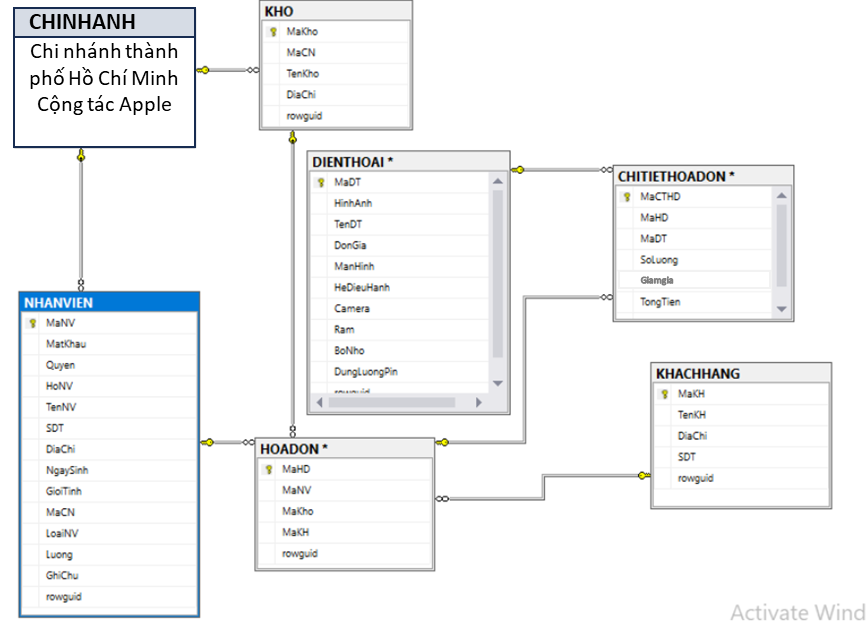 CHINHANH
Chi nhánh thành
phố Hồ Chí Minh
Cộng tác Apple
KHO
MaKho
MaCN
TenKho
DiaChi
rowguid
DIENTHOAI *
MaDT
HinhAnh
TenDT
DonGia
ManHinh
HeDieuHanh
Camera
Ram
BoNho
DungLuongPin
rowguid
CHITIETHOADON *
MaCTHD
MaHD
MaDT
SoLuong
Giamgia
TongTien
NHANVIEN
MaNV
MatKhau
Quyen
HoNV
TenNV
SDT
DiaChi
NgaySinh
GioiTinh
MaCN
LoaiNV
Luong
GhiChu
rowguid
HOADON *
MaHD
MaNV
MaKho
MaKH
rowguid
KHACHHANG
MaKH
TenKH
DiaChi
SDT
rowguid
Activate Wind